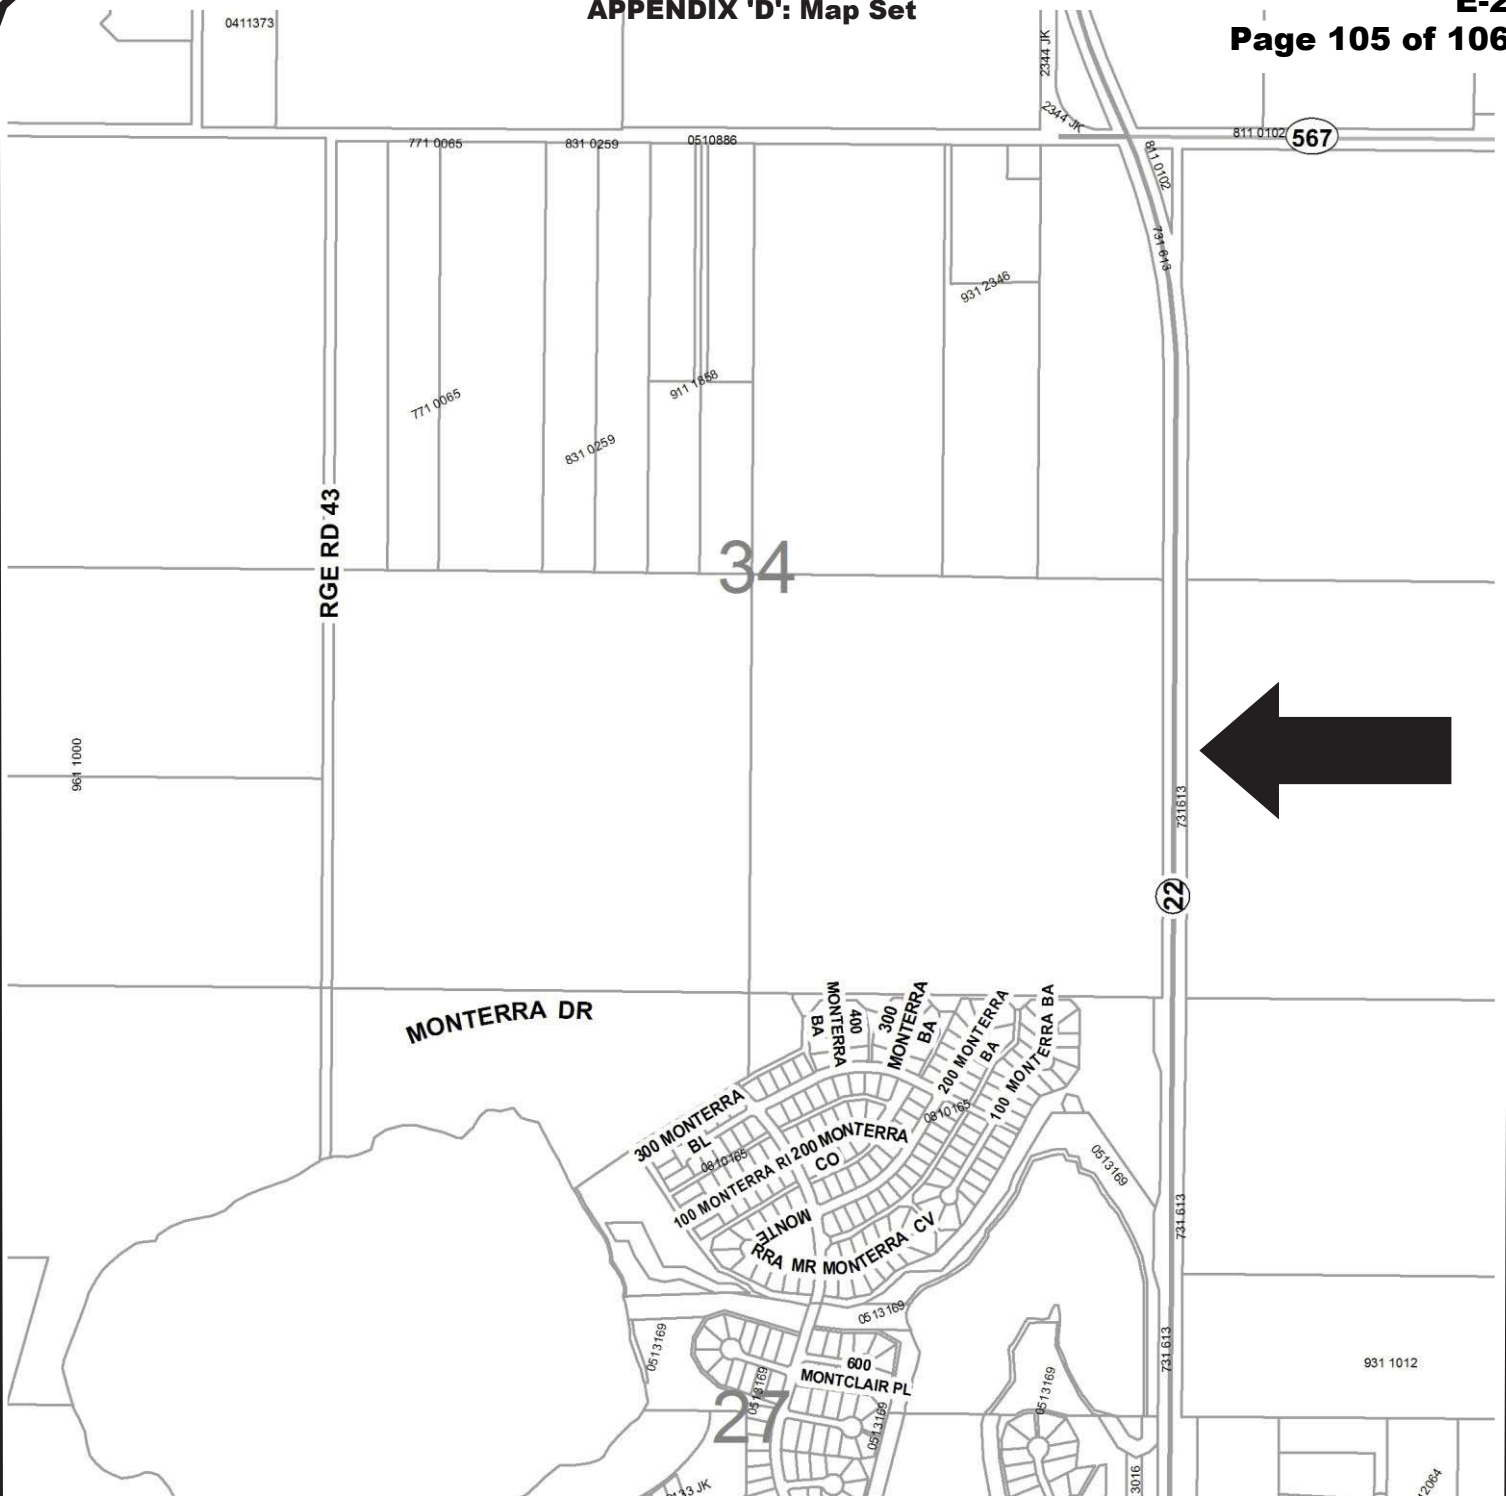 APPENDIX 'D': Map Set
Page 105 of 106
0411373
2344 JK
2344 JK
811 0102
567
771 0065
831 0259
0510886
811 0102
731 613
931 2346
911 1858
771 0065
831 0259
RGE RD 43
34
961 1000
731613
22
MONTERRA DR
400
MONTERRA
BA
300
MONTERRA
BA
200 MONTERRA
BA
100 MONTERRA BA
0810165
300 MONTERRA
BL
0810165
100 MONTERRA RI
200 MONTERRA
CO
MONTE
RRA MR
MONTERRA CV
0513169
731 613
0513169
0513169
731 613
600
MONTCLAIR PL
0513169
0513169
0513169
931 1012
27
3016